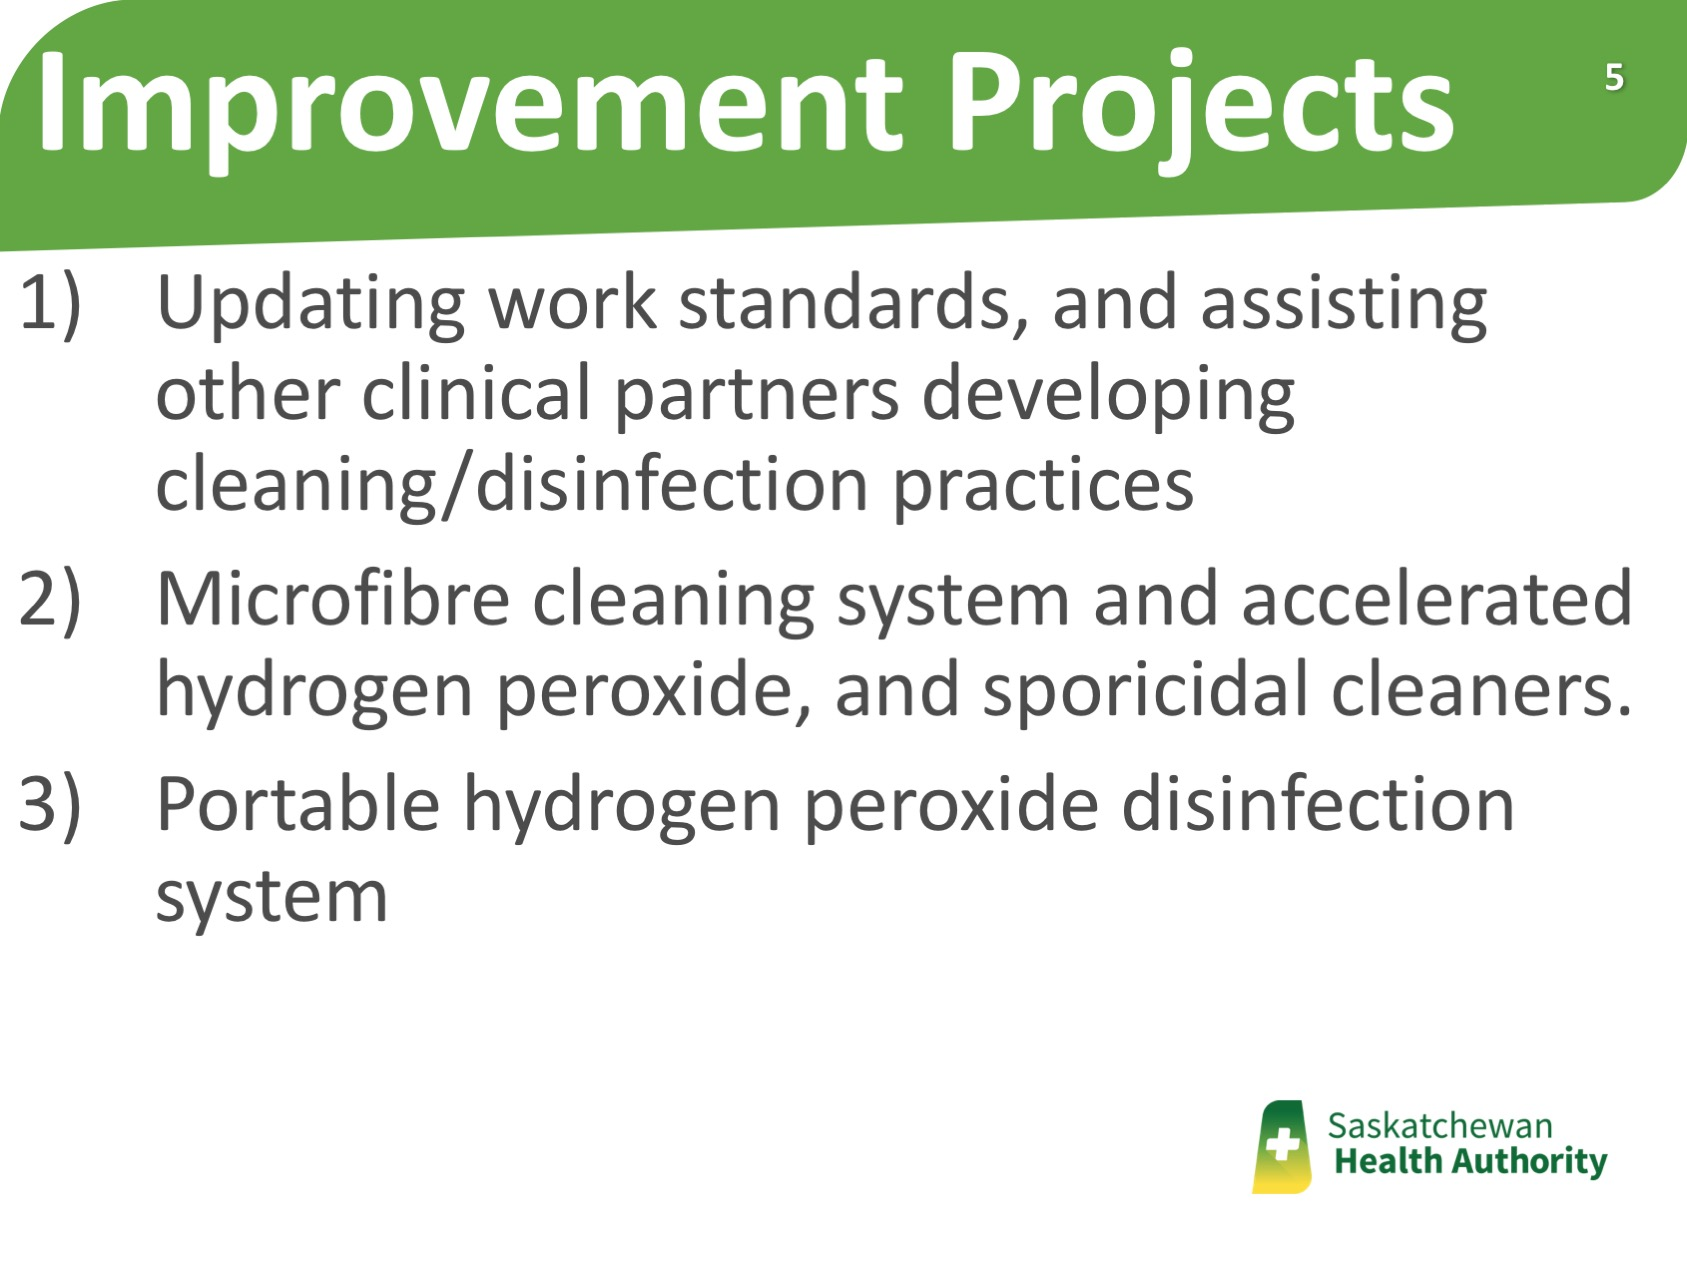 Improvement Projects
5
1) Updating work standards, and assisting
other clinical partners developing
cleaning/disinfection practices
2) Microfibre cleaning system and accelerated
hydrogen peroxide, and sporicidal cleaners.
3) Portable hydrogen peroxide disinfection
system
Saskatchewan
Health Authority